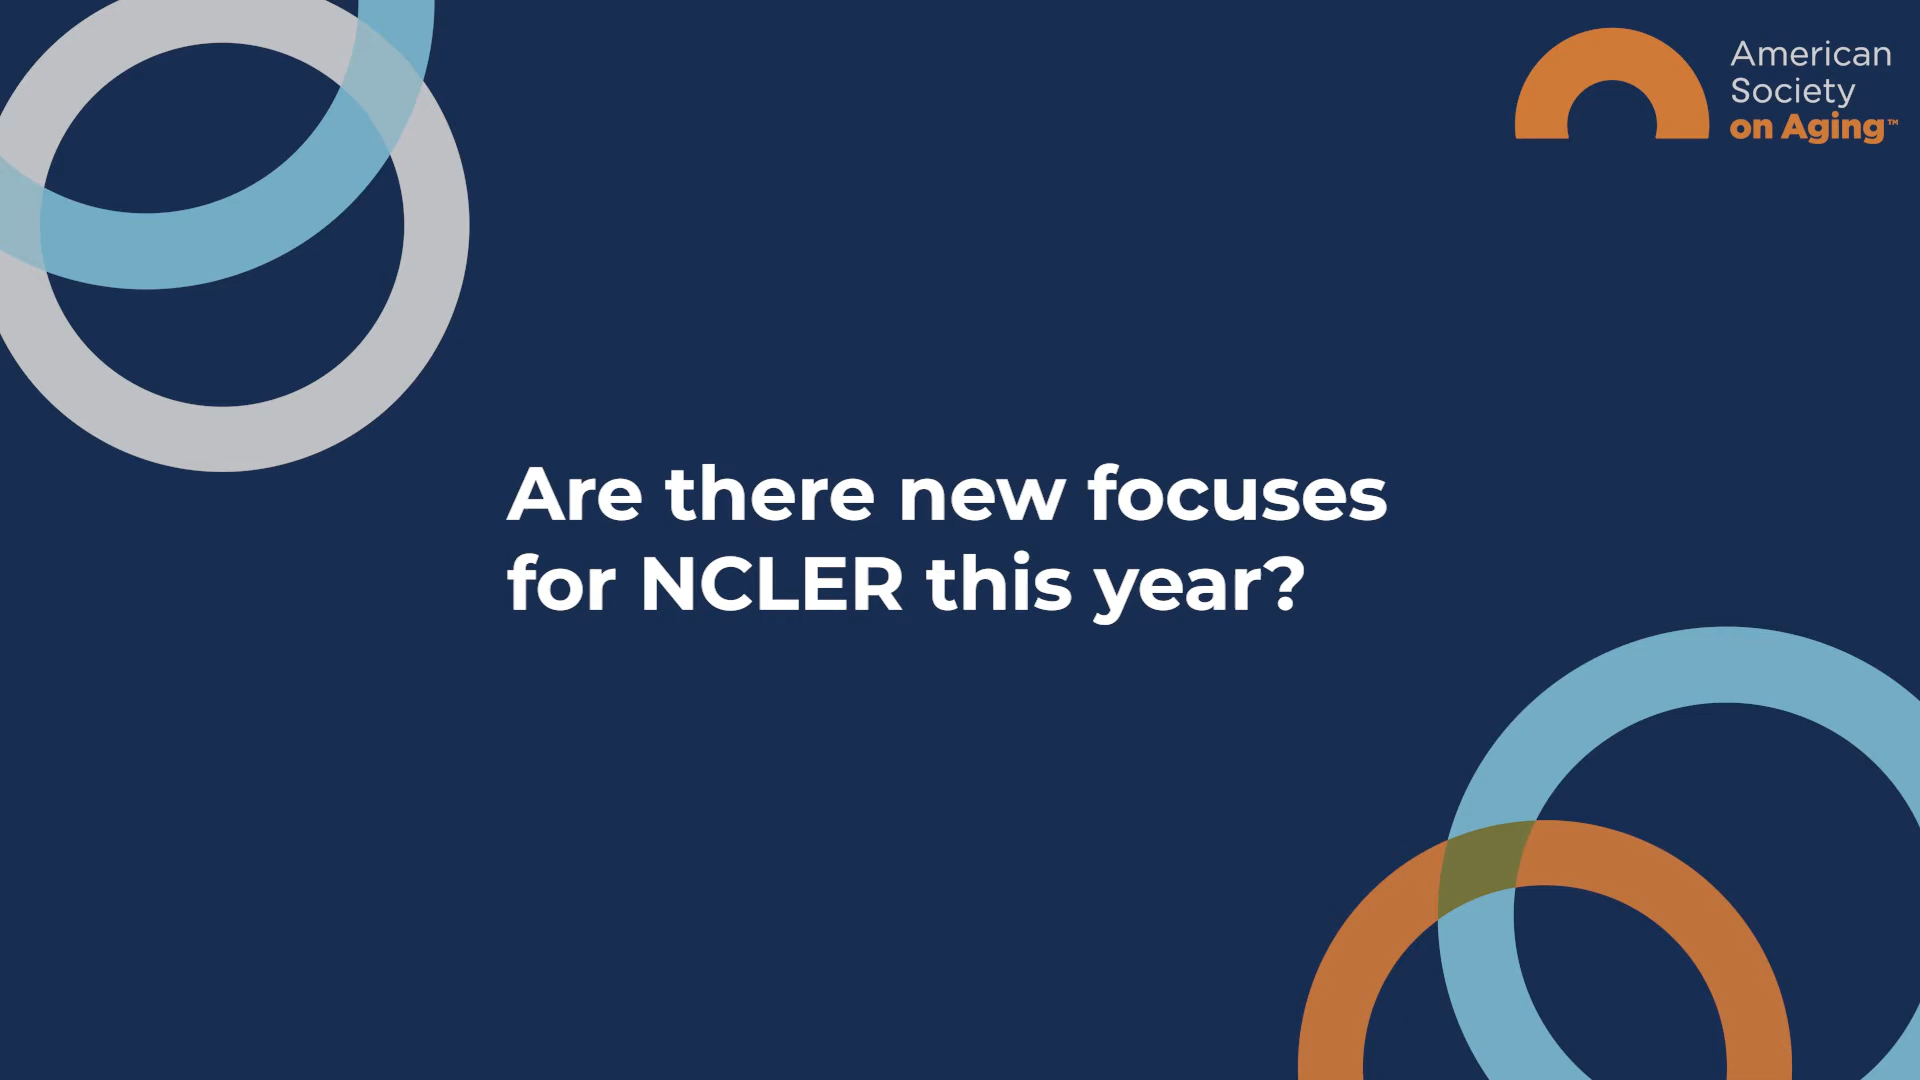 American
Society
on Aging™
Are there new focuses
for NCLER this year?